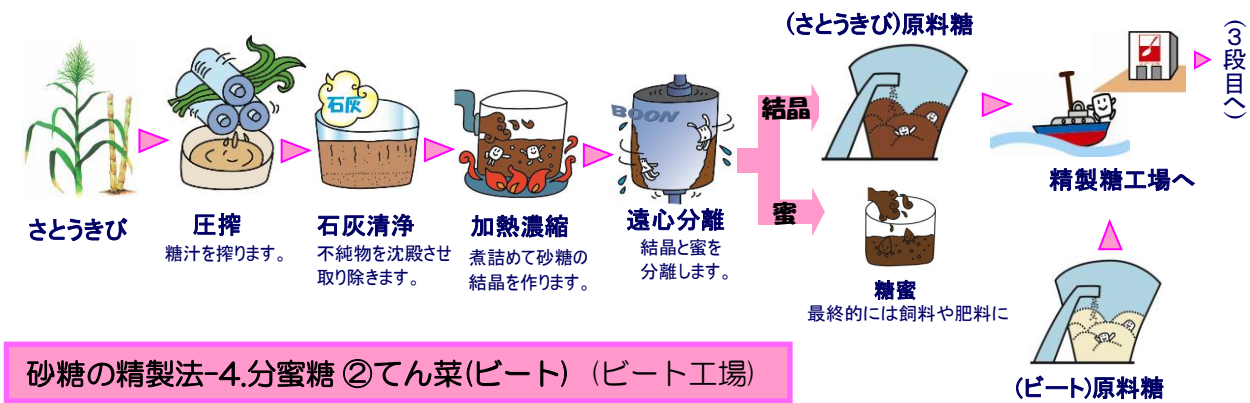 (さとうきび)原料糖
(3段目へ)
石灰
BOON
結晶
蜜
さとうきび
圧搾
糖汁を搾ります。
石灰清浄
不純物を沈殿させ
取り除きます。
加熱濃縮
煮詰めて砂糖の
結晶を作ります。
遠心分離
結晶と蜜を
分離します。
糖蜜
最終的には飼料や肥料に
精製糖工場へ
(ビート)原料糖
砂糖の精製法-4.分蜜糖 ②てん菜(ビート) (ビート工場)